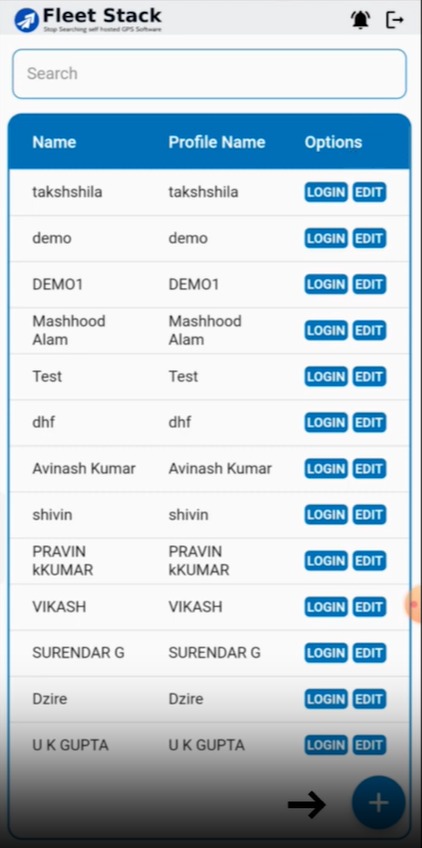 Fleet Stack
Stop Searching self hosted GPS Software
Search
Name Profile Name Options
takshshila takshshila LOGIN EDIT
demo demo LOGIN EDIT
DEMO1 DEMO1 LOGIN EDIT
Mashhood Alam Mashhood Alam LOGIN EDIT
Test Test LOGIN EDIT
dhf dhf LOGIN EDIT
Avinash Kumar Avinash Kumar LOGIN EDIT
shivin shivin LOGIN EDIT
PRAVIN kKUMAR PRAVIN kKUMAR LOGIN EDIT
VIKASH VIKASH LOGIN EDIT
SURENDAR G SURENDAR G LOGIN EDIT
Dzire Dzire LOGIN EDIT
U K GUPTA U K GUPTA LOGIN EDIT